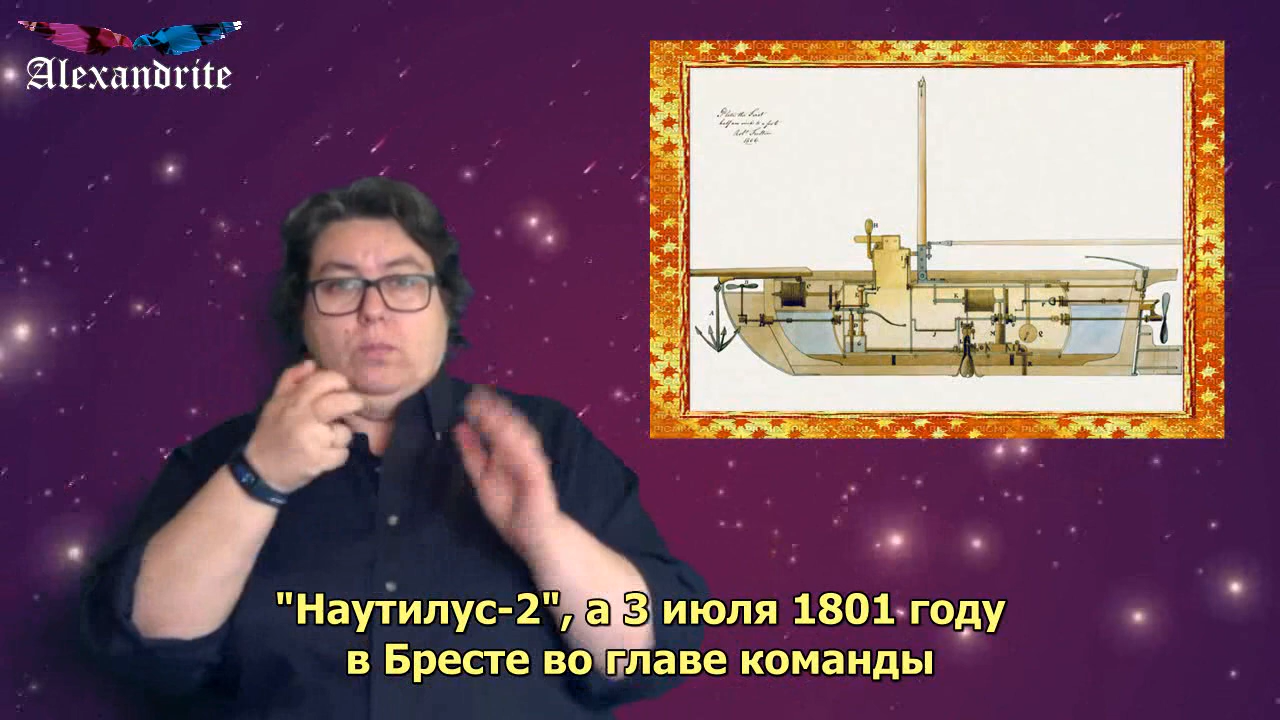 Alexandrite
"Наутилус-2", а 3 июля 1801 году
в Бресте во главе команды